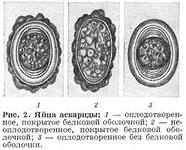 1 2 3
Рис. 2. Яйца аскариды: 1 — оплодотворен-
ное, покрытое белковой оболочкой; 2 — не-
оплодотворенное, покрытое белковой обо-
лочкой; 3 — оплодотворенное без белковой
оболочки.